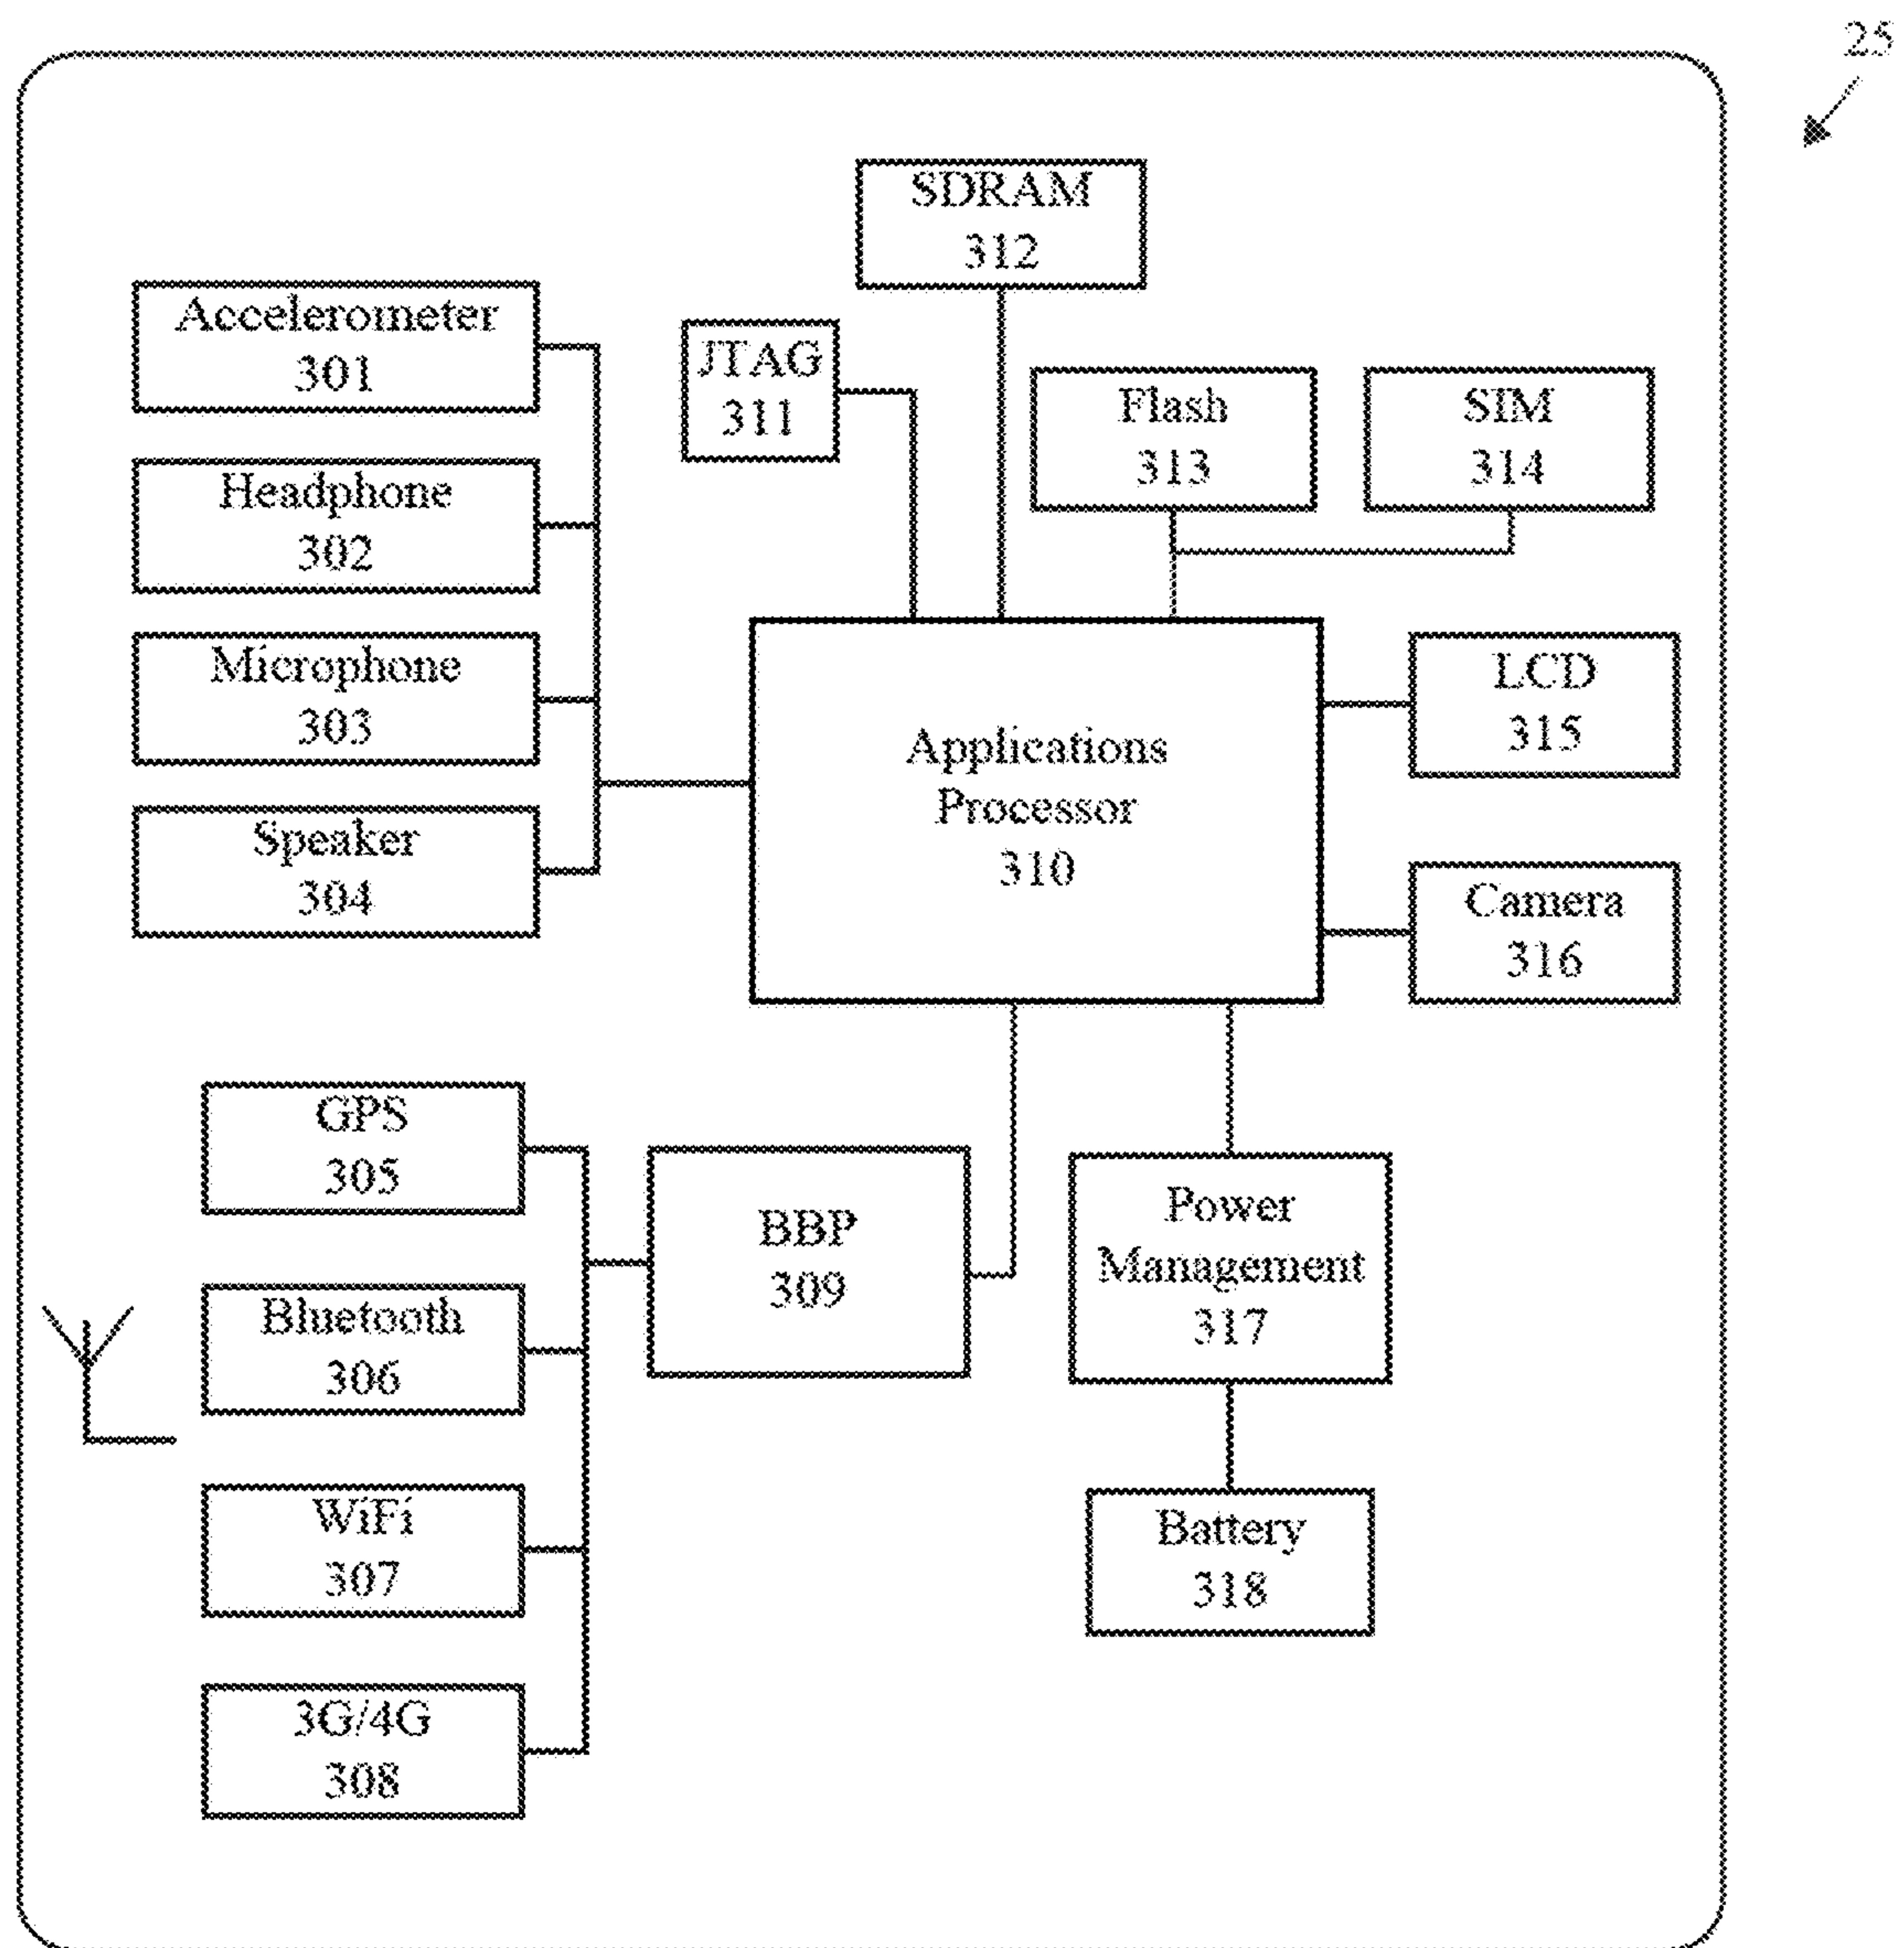 25
SDRAM
312
Accelerometer
301
JTAG
311
Flash
313
SIM
314
Headphone
302
Microphone
303
LCD
315
Applications
Processor
310
Speaker
304
Camera
316
GPS
305
BBP
309
Power
Management
317
Bluetooth
306
WiFi
307
Battery
318
3G/4G
308